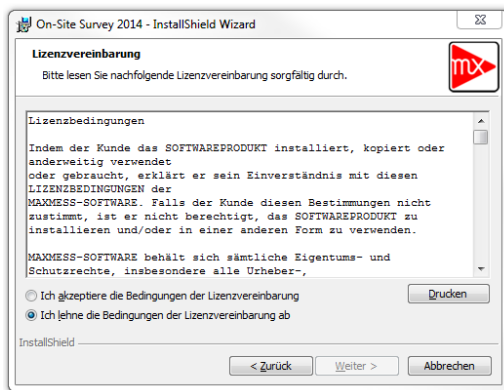 On-Site Survey 2014 - InstallShield Wizard
Lizenzvereinbarung
Bitte lesen Sie nachfolgende Lizenzvereinbarung sorgfältig durch.
mx
Lizenzbedingungen
Indem der Kunde das SOFTWAREPRODUKT installiert, kopiert oder
anderweitig verwendet
oder gebraucht, erklärt er sein Einverständnis mit diesen
LIZENZBEDINGUNGEN der
MAXMESS-SOFTWARE. Falls der Kunde diesen Bestimmungen nicht
zustimmt, ist er nicht berechtigt, das SOFTWAREPRODUKT zu
installieren und/oder in einer anderen Form zu verwenden.
MAXMESS-SOFTWARE behält sich sämtliche Eigentums- und
Schutzrechte, insbesondere alle Urheber-,
Ich akzeptiere die Bedingungen der Lizenzvereinbarung
Drucken
Ich lehne die Bedingungen der Lizenzvereinbarung ab
InstallShield
< Zurück
Weiter >
Abbrechen